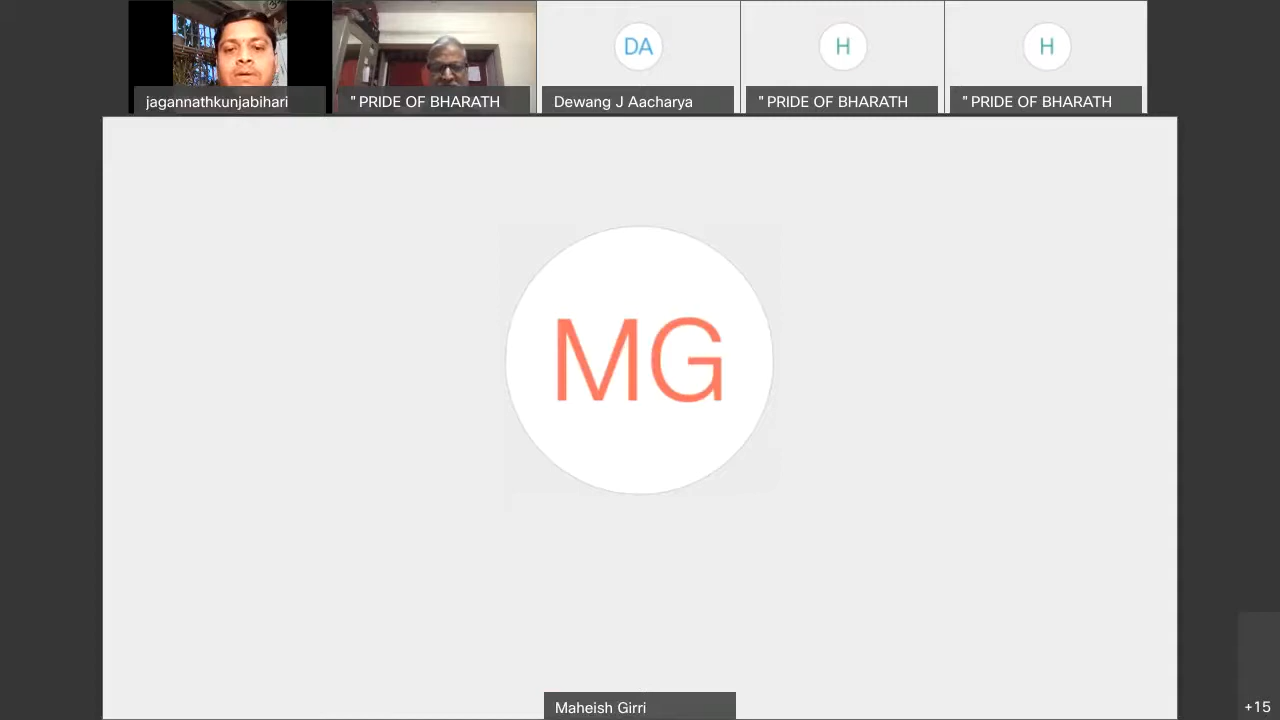 DA
H
H
jagannathkunjabihari
" PRIDE OF BHARATH
Dewang J Aacharya
" PRIDE OF BHARATH
" PRIDE OF BHARATH
MG
Maheish Girri
+15